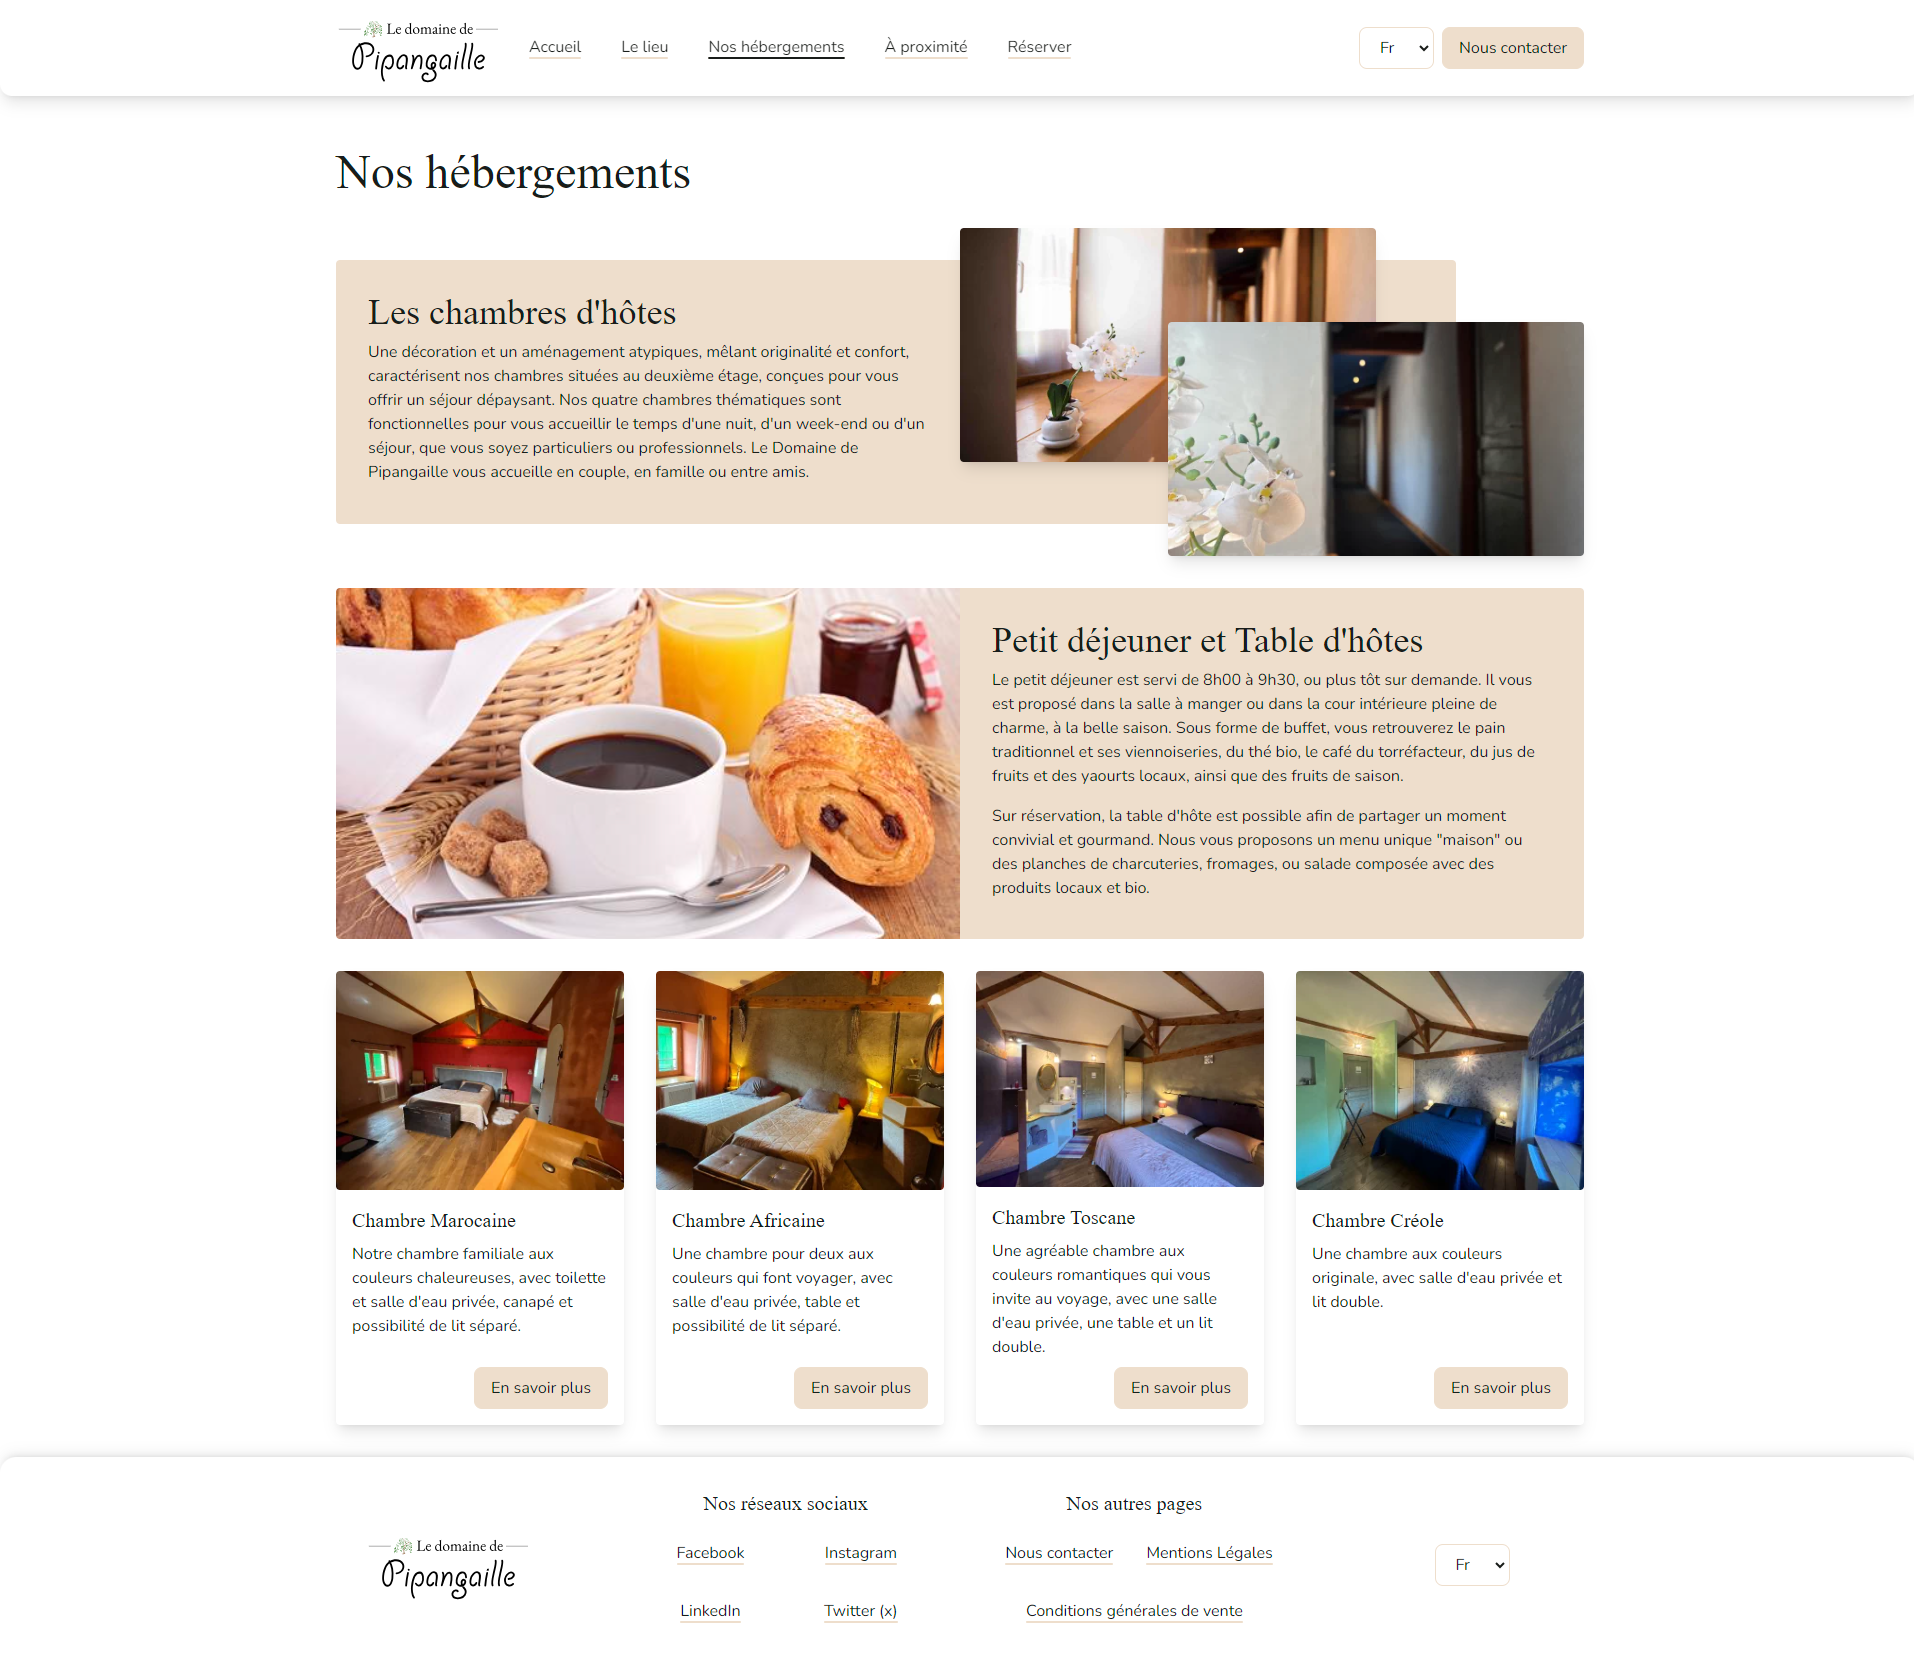 Le domaine de
Pipangaille
Accueil
Le lieu
Nos hébergements
À proximité
Réserver
Fr
Nous contacter
Nos hébergements
Les chambres d'hôtes
Une décoration et un aménagement atypiques, mêlant originalité et confort,
caractérisent nos chambres situées au deuxième étage, conçues pour vous
offrir un séjour dépaysant. Nos quatre chambres thématiques sont
fonctionnelles pour vous accueillir le temps d'une nuit, d'un week-end ou d'un
séjour, que vous soyez particuliers ou professionnels. Le Domaine de
Pipangaille vous accueille en couple, en famille ou entre amis.
Petit déjeuner et Table d'hôtes
Le petit déjeuner est servi de 8h00 à 9h30, ou plus tôt sur demande. Il vous
est proposé dans la salle à manger ou dans la cour intérieure pleine de
charme, à la belle saison. Sous forme de buffet, vous retrouverez le pain
traditionnel et ses viennoiseries, du thé bio, le café du torréfacteur, du jus de
fruits et des yaourts locaux, ainsi que des fruits de saison.
Sur réservation, la table d'hôte est possible afin de partager un moment
convivial et gourmand. Nous vous proposons un menu unique "maison" ou
des planches de charcuteries, fromages, ou salade composée avec des
produits locaux et bio.
Chambre Marocaine
Notre chambre familiale aux
couleurs chaleureuses, avec toilette
et salle d'eau privée, canapé et
possibilité de lit séparé.
En savoir plus
Chambre Africaine
Une chambre pour deux aux
couleurs qui font voyager, avec
salle d'eau privée, table et
possibilité de lit séparé.
En savoir plus
Chambre Toscane
Une agréable chambre aux
couleurs romantiques qui vous
invite au voyage, avec une salle
d'eau privée, une table et un lit
double.
En savoir plus
Chambre Créole
Une chambre aux couleurs
originale, avec salle d'eau privée et
lit double.
En savoir plus
Le domaine de
Pipangaille
Nos réseaux sociaux
Facebook
Instagram
LinkedIn
Twitter (x)
Nos autres pages
Nous contacter
Mentions Légales
Conditions générales de vente
Fr